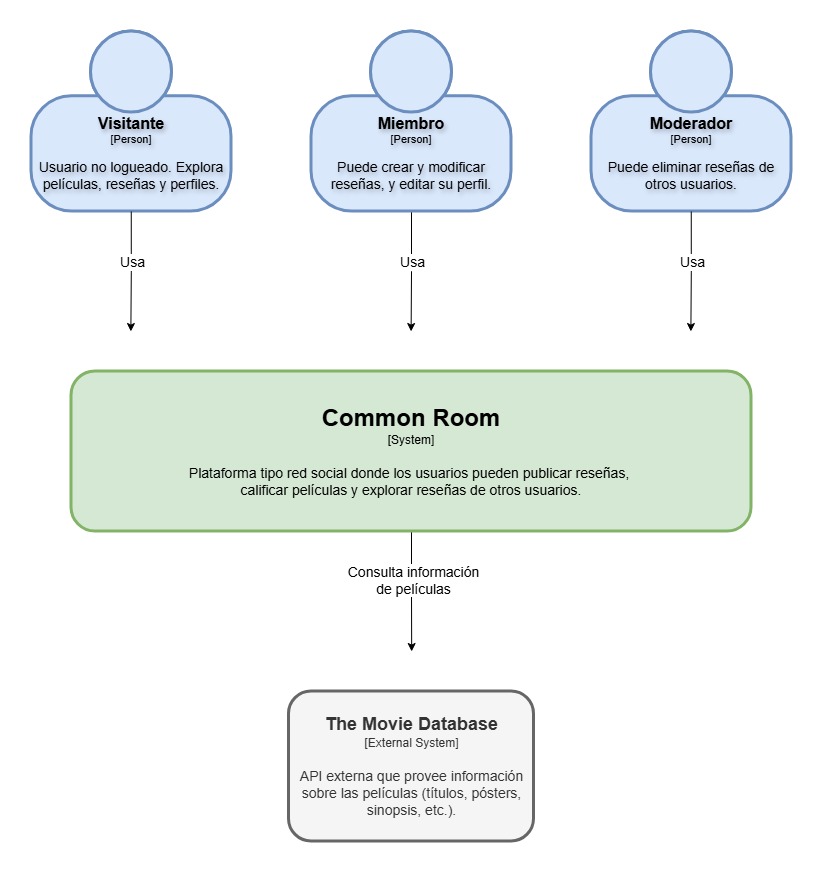 Visitante
[Person]
Usuario no logueado. Explora
películas, reseñas y perfiles.
Miembro
[Person]
Puede crear y modificar
reseñas, y editar su perfil.
Moderador
[Person]
Puede eliminar reseñas de
otros usuarios.
Usa
Usa
Usa
Common Room
[System]
Plataforma tipo red social donde los usuarios pueden publicar reseñas,
calificar películas y explorar reseñas de otros usuarios.
Consulta información
de películas
The Movie Database
[External System]
API externa que provee información
sobre las películas (títulos, pósters,
sinopsis, etc.).